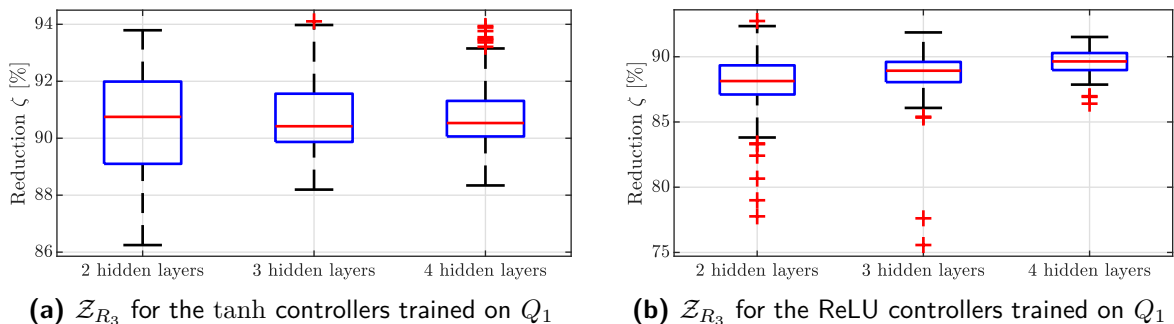 94
92
90
88
86
Reduction ζ [%]
2 hidden layers
3 hidden layers
4 hidden layers
(a) 𝒵_{R_3} for the tanh controllers trained on Q_1
90
85
80
75
Reduction ζ [%]
2 hidden layers
3 hidden layers
4 hidden layers
(b) 𝒵_{R_3} for the ReLU controllers trained on Q_1